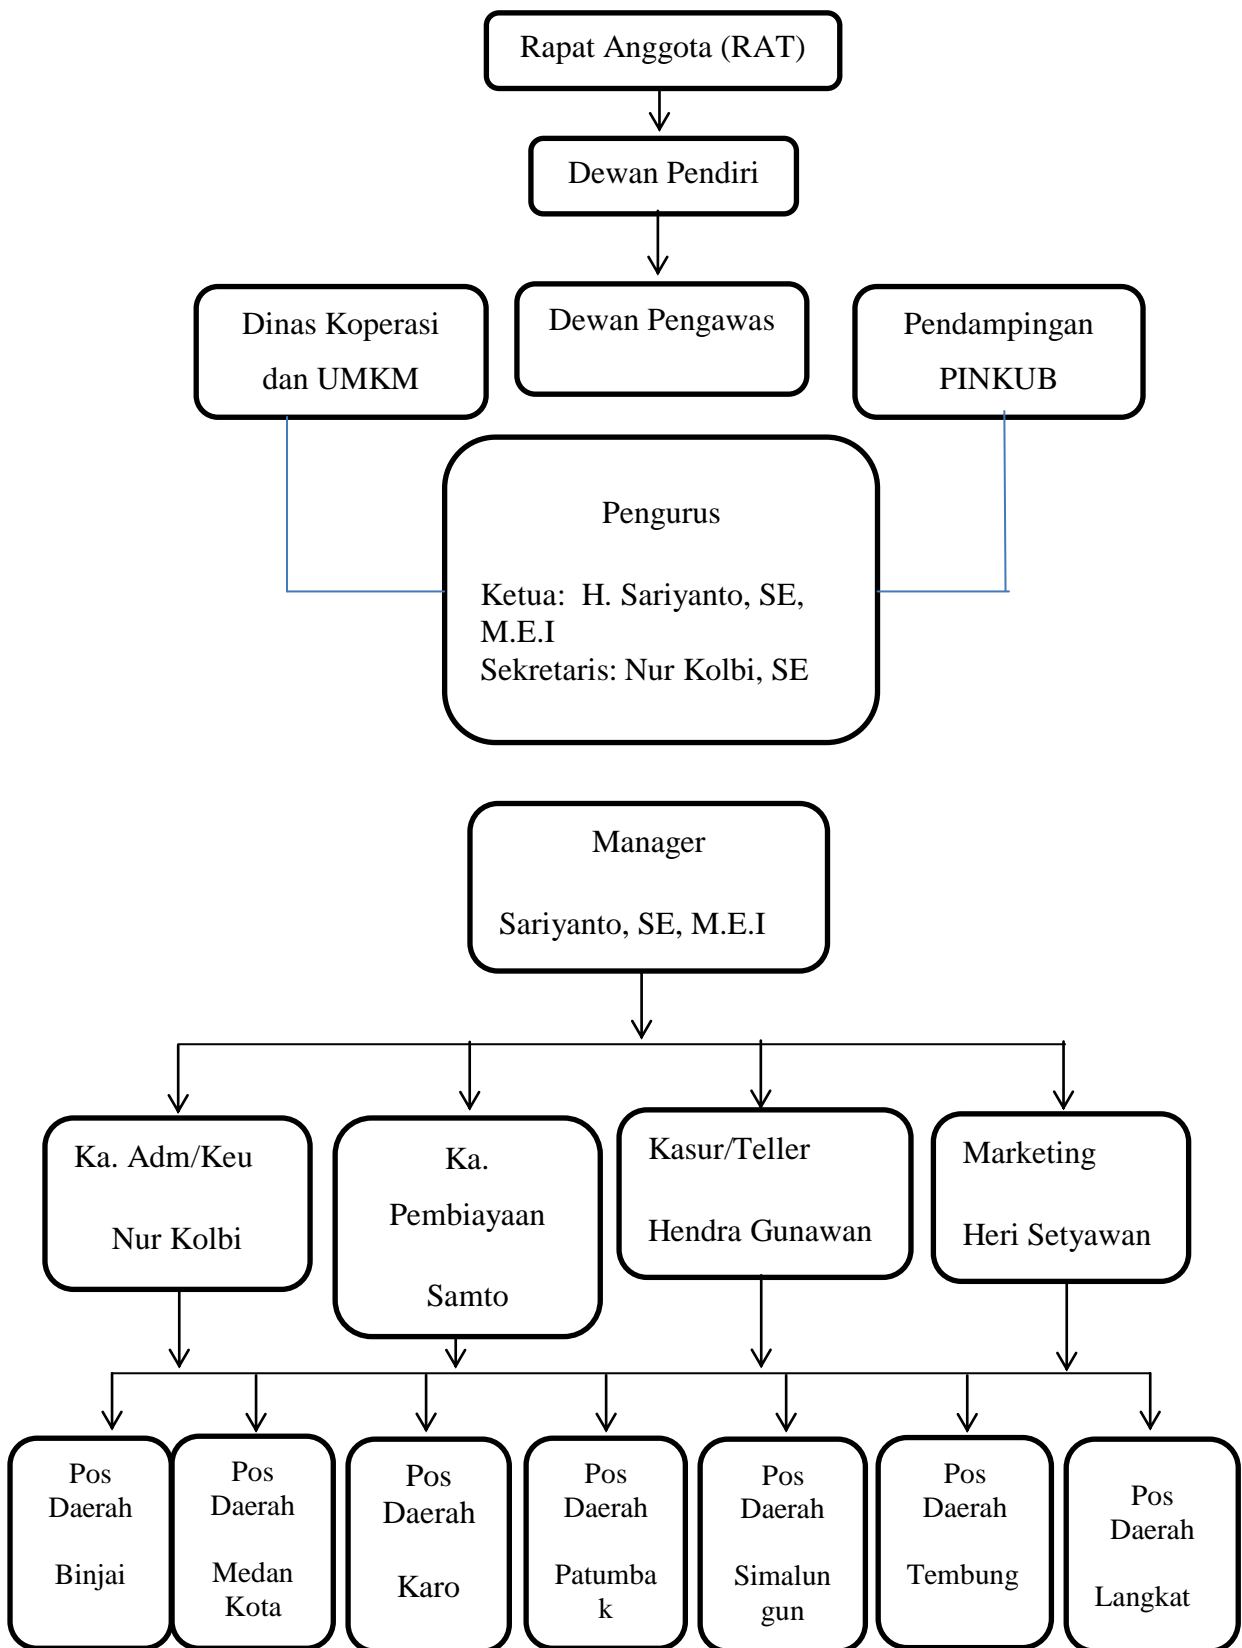 Rapat Anggota (RAT)
Dewan Pendiri
Dinas Koperasi
dan UMKM
Dewan Pengawas
Pendampingan
PINKUB
Pengurus
Ketua:  H. Sariyanto, SE,
M.E.I
Sekretaris: Nur Kolbi, SE
Manager
Sariyanto, SE, M.E.I
Ka. Adm/Keu
Nur Kolbi
Ka.
Pembiayaan
Samto
Kasur/Teller
Hendra Gunawan
Marketing
Heri Setyawan
Pos
Daerah
Binjai
Pos
Daerah
Medan
Kota
Pos
Daerah
Karo
Pos
Daerah
Patumba
k
Pos
Daerah
Simalun
gun
Pos
Daerah
Tembung
Pos
Daerah
Langkat